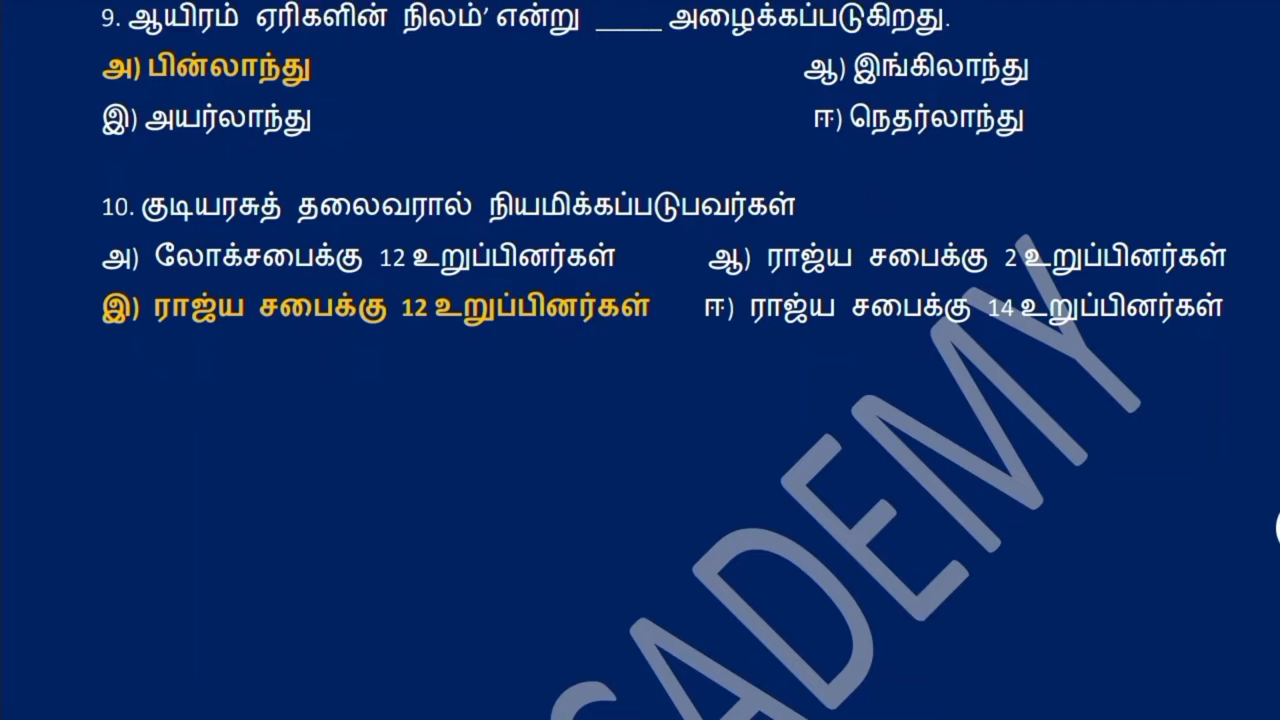 9. ஆயிரம் ஏரிகளின் நிலம்’ என்று _____ அழைக்கப்படுகிறது.
அ) பின்லாந்து ஆ) இங்கிலாந்து
இ) அயர்லாந்து ஈ) நெதர்லாந்து
10. குடியரசுத் தலைவரால் நியமிக்கப்படுபவர்கள்
அ) லோக்சபைக்கு 12 உறுப்பினர்கள் ஆ) ராஜ்ய சபைக்கு 2 உறுப்பினர்கள்
இ) ராஜ்ய சபைக்கு 12 உறுப்பினர்கள் ஈ) ராஜ்ய சபைக்கு 14 உறுப்பினர்கள்
CADEMY